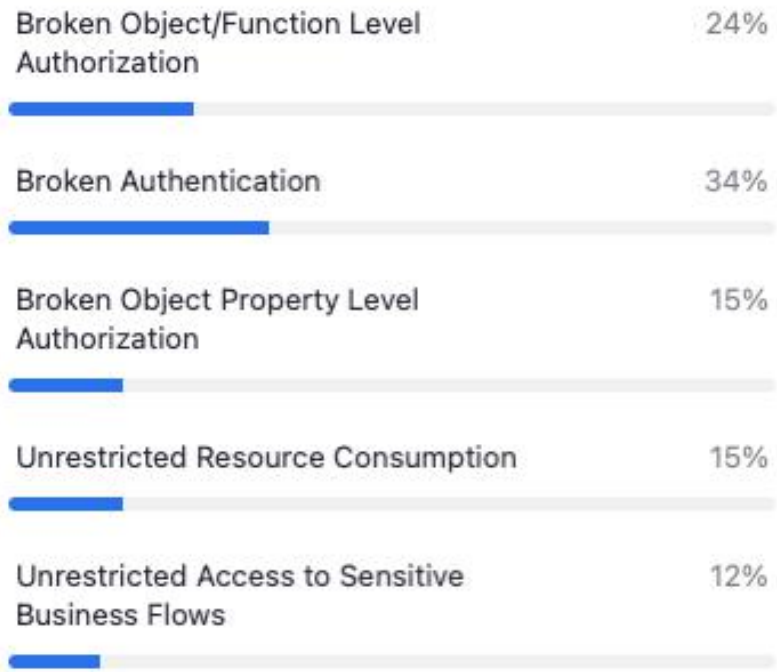 Broken Object/Function Level 24%
Authorization
Broken Authentication 34%
Broken Object Property Level 15%
Authorization
Unrestricted Resource Consumption 15%
Unrestricted Access to Sensitive 12%
Business Flows